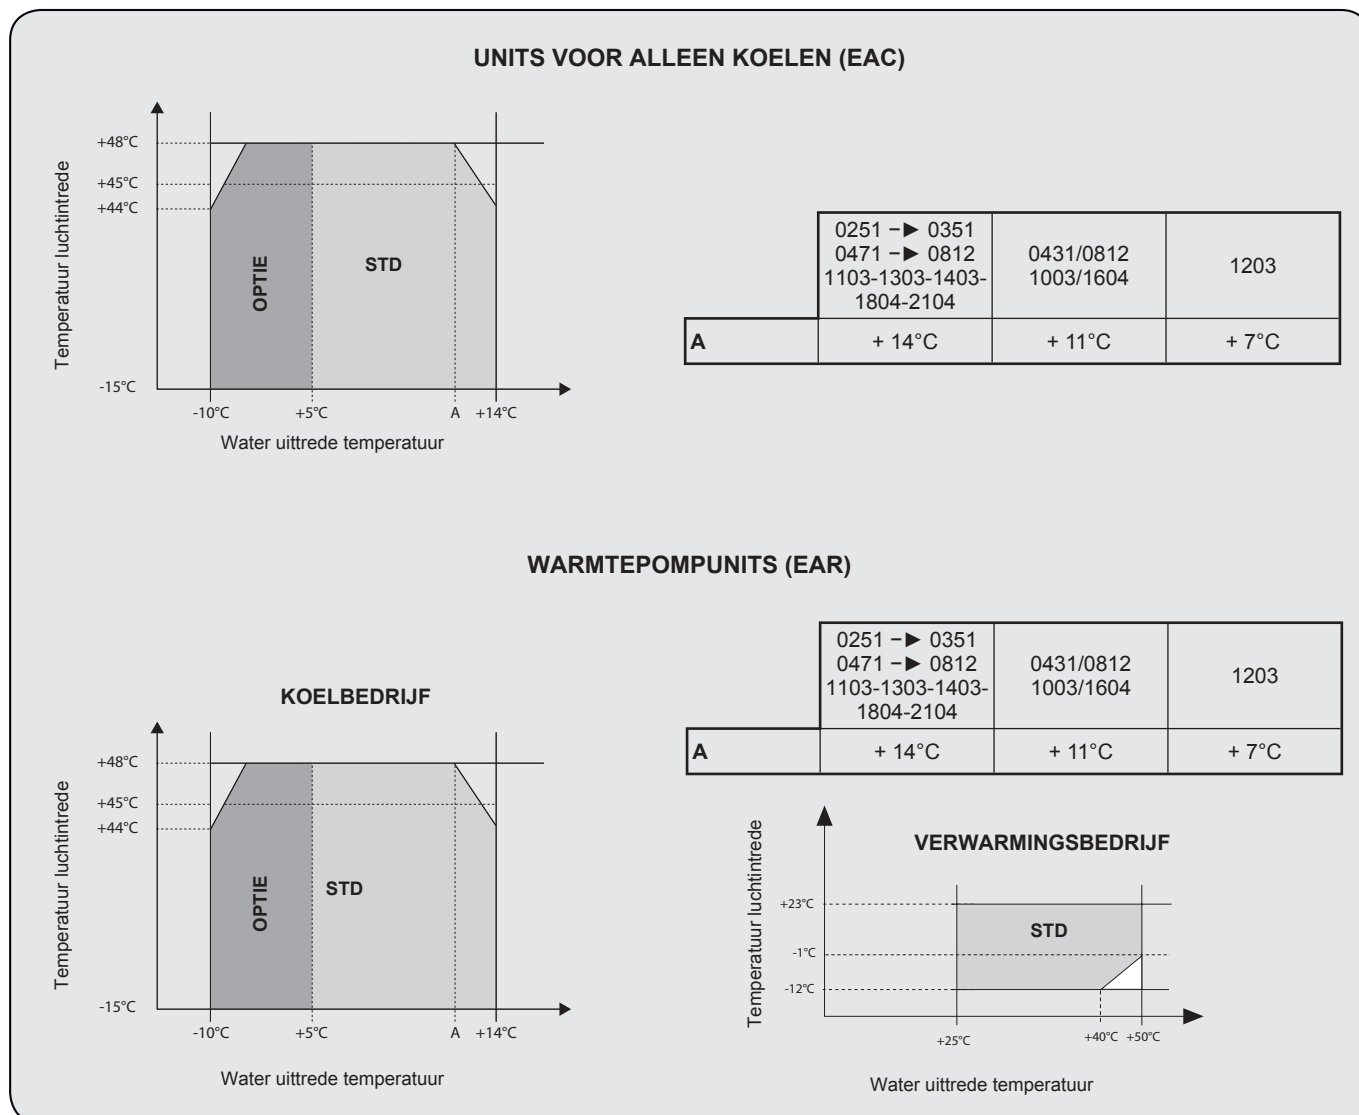 UNITS VOOR ALLEEN KOELEN (EAC)
Temperatuur luchtintrede
+48°C
+45°C
+44°C
-15°C
OPTIE
STD
-10°C +5°C A +14°C
Water uittrede temperatuur
0251 –► 0351
0471 –► 0812
1103-1303-1403-
1804-2104
0431/0812
1003/1604
1203
A + 14°C + 11°C + 7°C
WARMTEPOMPUNITS (EAR)
0251 –► 0351
0471 –► 0812
1103-1303-1403-
1804-2104
0431/0812
1003/1604
1203
A + 14°C + 11°C + 7°C
KOELBEDRIJF
Temperatuur luchtintrede
+48°C
+45°C
+44°C
-15°C
OPTIE
STD
-10°C +5°C A +14°C
Water uittrede temperatuur
VERWARMINGSBEDRIJF
Temperatuur luchtintrede
+23°C
-1°C
-12°C
STD
+25°C +40°C +50°C
Water uittrede temperatuur